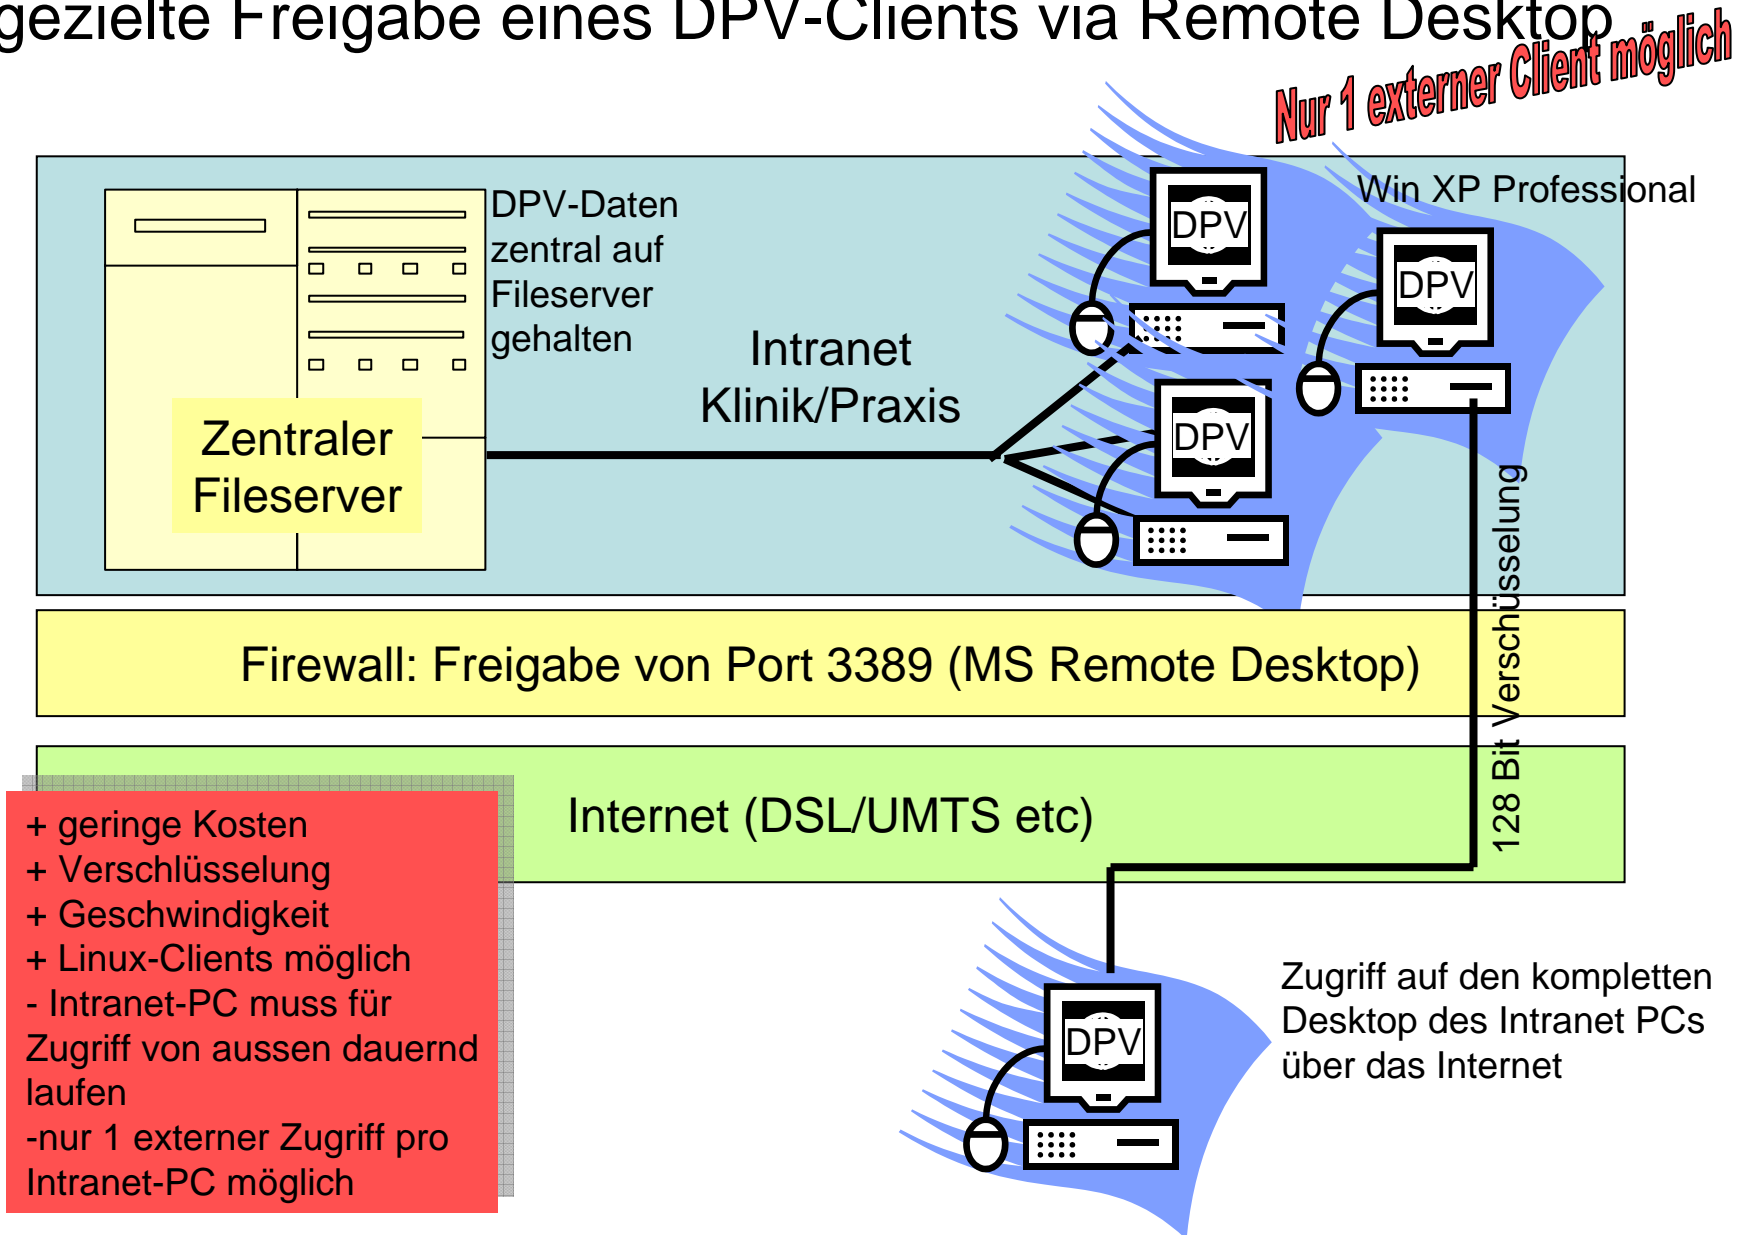 gezielte Freigabe eines DPV-Clients via Remote Desktop
Nur 1 externer Client möglich
Win XP Professional
DPV-Daten
zentral auf
Fileserver
gehalten
Intranet
Klinik/Praxis
Zentraler
Fileserver
DPV
DPV
DPV
128 Bit Verschüsselung
Firewall: Freigabe von Port 3389 (MS Remote Desktop)
Internet (DSL/UMTS etc)
+ geringe Kosten
+ Verschlüsselung
+ Geschwindigkeit
+ Linux-Clients möglich
- Intranet-PC muss für
Zugriff von aussen dauernd
laufen
-nur 1 externer Zugriff pro
Intranet-PC möglich
DPV
Zugriff auf den kompletten
Desktop des Intranet PCs
über das Internet